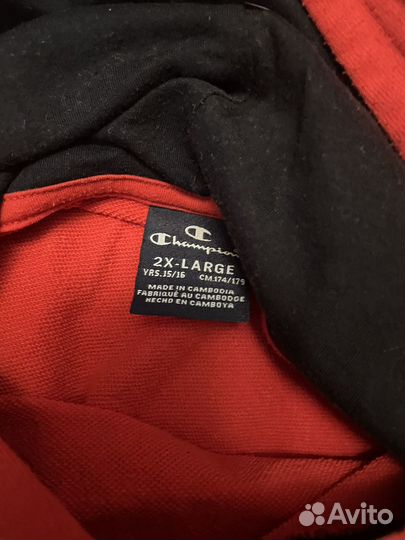 Champion
2X-LARGE
YRS.15/16 CM.174/179
MADE IN CAMBODIA
FABRIQUÉ AU CAMBODGE
HECHO EN CAMBOYA
Avito